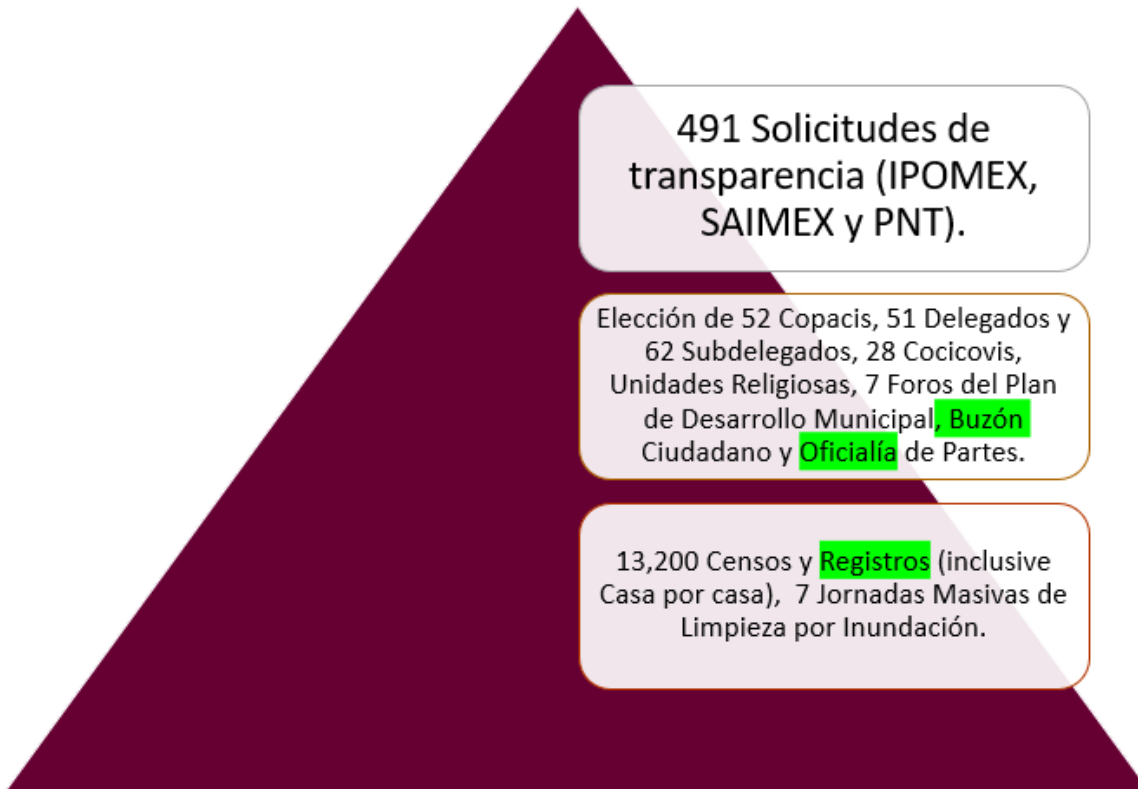 491 Solicitudes de
transparencia (IPOMEX,
SAIMEX y PNT).
Elección de 52 Copacis, 51 Delegados y
62 Subdelegados, 28 Cocicovis,
Unidades Religiosas, 7 Foros del Plan
de Desarrollo Municipal, Buzón
Ciudadano y Oficialía de Partes.
13,200 Censos y Registros (inclusive
Casa por casa), 7 Jornadas Masivas de
Limpieza por Inundación.